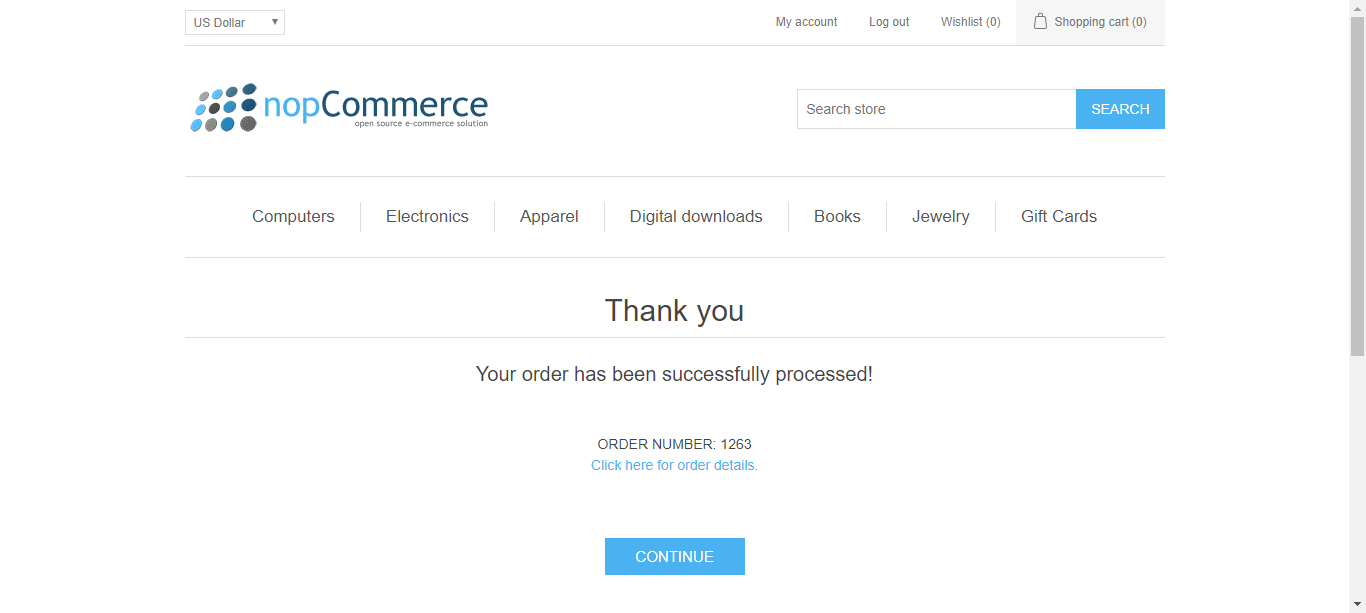 US Dollar
My account
Log out
Wishlist (0)
Shopping cart (0)
nopCommerce
open source e-commerce solution
Search store
SEARCH
Computers
Electronics
Apparel
Digital downloads
Books
Jewelry
Gift Cards
Thank you
Your order has been successfully processed!
ORDER NUMBER: 1263
Click here for order details.
CONTINUE